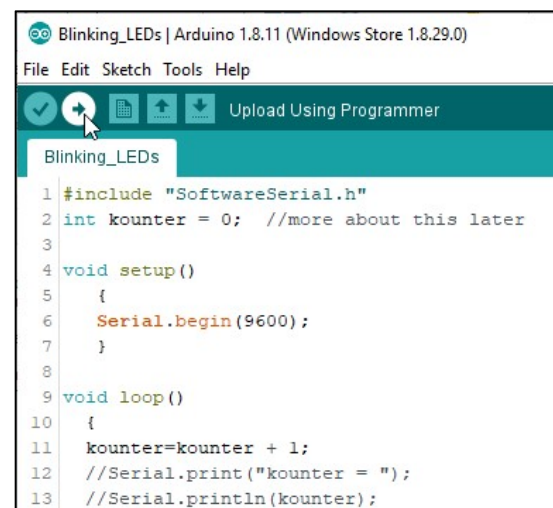 Blinking_LEDs | Arduino 1.8.11 (Windows Store 1.8.29.0)
File Edit Sketch Tools Help
Upload Using Programmer
Blinking_LEDs
1 #include "SoftwareSerial.h"
2 int kounter = 0;  //more about this later
3
4 void setup()
5    {
6    Serial.begin(9600);
7    }
8
9 void loop()
10   {
11   kounter=kounter + 1;
12   //Serial.print("kounter = ");
13   //Serial.println(kounter);